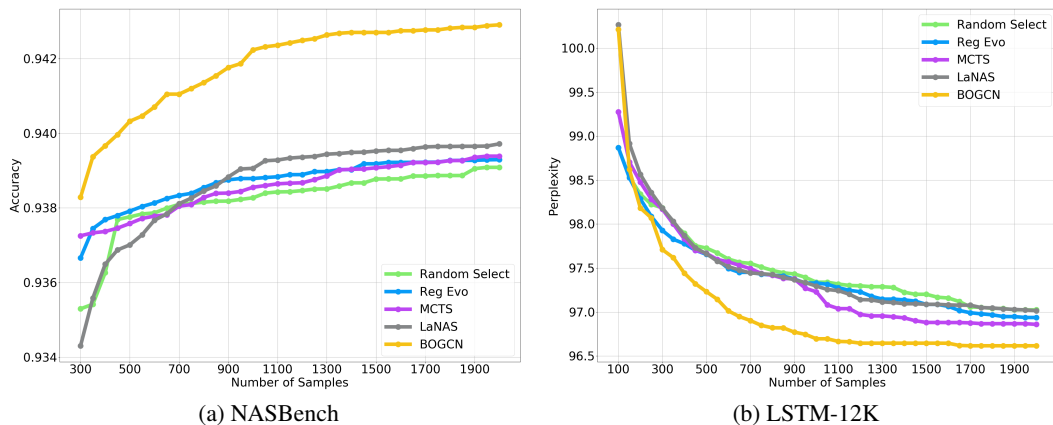 0.942
0.940
0.938
0.936
0.934
Accuracy
300 500 700 900 1100 1300 1500 1700 1900
Number of Samples
Random Select
Reg Evo
MCTS
LaNAS
BOGCN
(a) NASBench
100.0
99.5
99.0
98.5
98.0
97.5
97.0
96.5
Perplexity
100 300 500 700 900 1100 1300 1500 1700 1900
Number of Samples
Random Select
Reg Evo
MCTS
LaNAS
BOGCN
(b) LSTM-12K